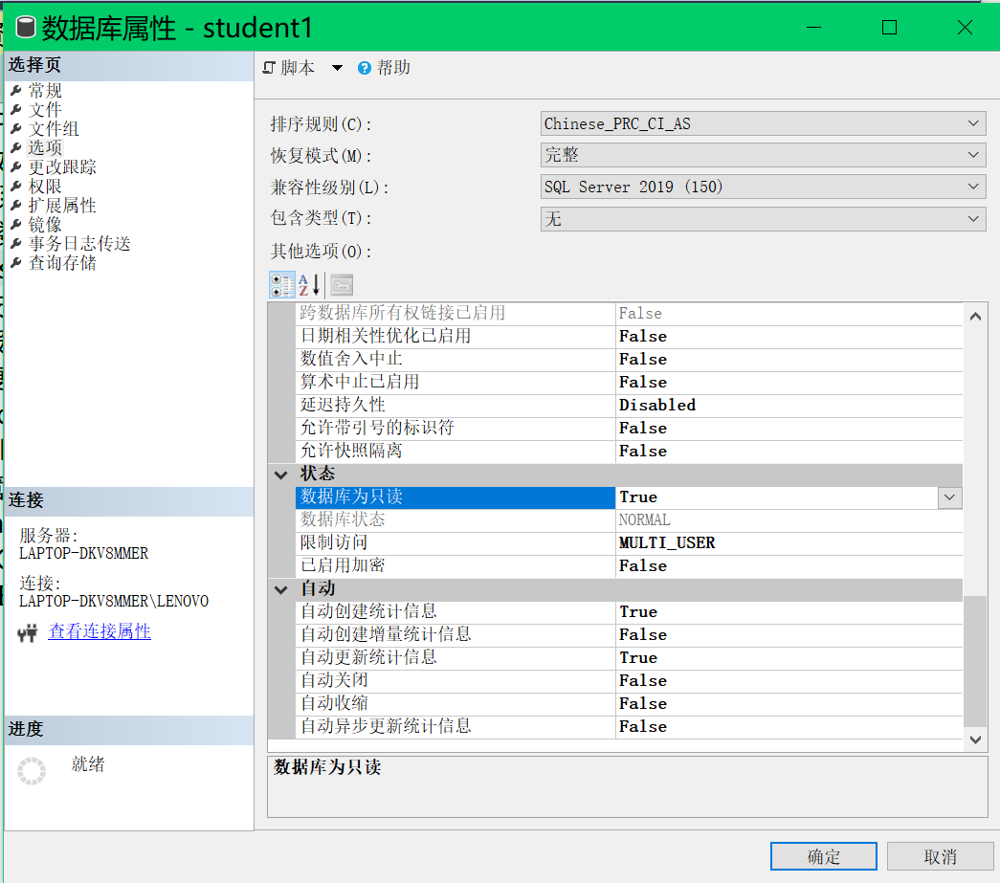 数据库属性 - student1
选择页
常规
文件
文件组
选项
更改跟踪
权限
扩展属性
镜像
事务日志传送
查询存储
连接
服务器:
LAPTOP-DKV8MMER
连接:
LAPTOP-DKV8MMER\LENOVO
查看连接属性
进度
就绪
脚本 帮助
排序规则(C): Chinese_PRC_CI_AS
恢复模式(M): 完整
兼容性级别(L): SQL Server 2019 (150)
包含类型(T): 无
其他选项(O):
跨数据库所有权链接已启用 False
日期相关性优化已启用 False
数值舍入中止 False
算术中止已启用 False
延迟持久性 Disabled
允许带引号的标识符 False
允许快照隔离 False
状态
数据库为只读 True
数据库状态 NORMAL
限制访问 MULTI_USER
已启用加密 False
自动
自动创建统计信息 True
自动创建增量统计信息 False
自动更新统计信息 True
自动关闭 False
自动收缩 False
自动异步更新统计信息 False
数据库为只读
确定 取消